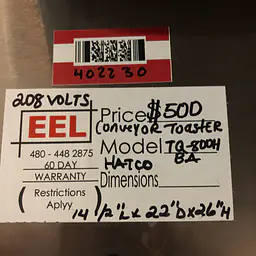 402230
208 VOLTS
EEL
480 - 448 2875
60 DAY
WARRANTY
(Restrictions
Aplyy)
Price $500
CONVEYOR TOASTER
Model TQ-800H
HATCO BA
Dimensions
14 1/2"L x 22"D x 26"H